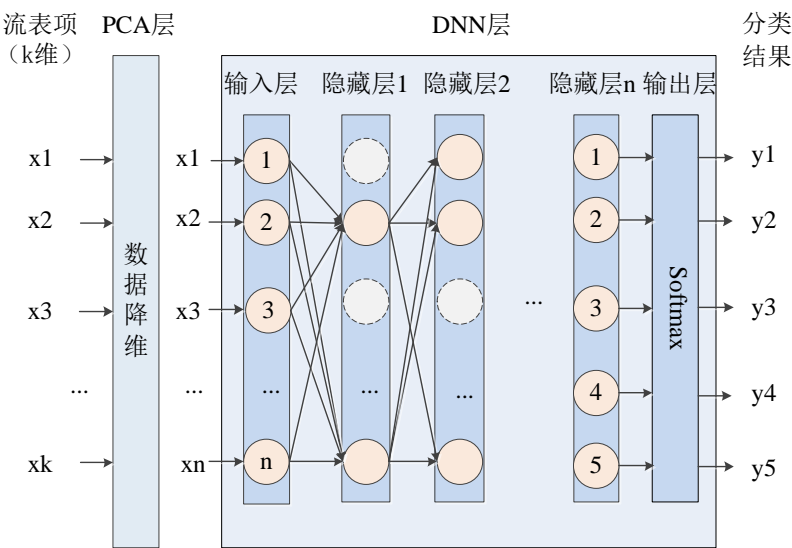 流表项
（k维）
PCA层
DNN层
分类
结果
输入层
隐藏层1
隐藏层2
隐藏层n
输出层
x1
x2
x3
...
xk
数据降维
x1
x2
x3
...
xn
1
2
3
...
n
...
...
...
1
2
3
4
5
Softmax
y1
y2
y3
y4
y5